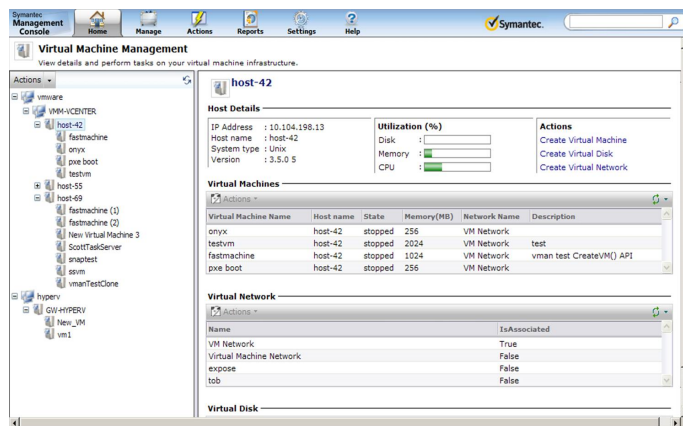 Symantec
Management
Console
Home
Manage
Actions
Reports
Settings
Help
Symantec.
Virtual Machine Management
View details and perform tasks on your virtual machine infrastructure.
Actions
vmware
VMM-VCENTER
host-42
fastmachine
onyx
pxe boot
testvm
host-55
host-69
fastmachine (1)
fastmachine (2)
New Virtual Machine 3
ScottTaskServer
snaptest
ssvm
vmanTestClone
hyperv
GW-HYPERV
New_VM
vm1
host-42
Host Details
IP Address : 10.104.198.13
Host name : host-42
System type : Unix
Version : 3.5.0 5
Utilization (%)
Disk :
Memory :
CPU :
Actions
Create Virtual Machine
Create Virtual Disk
Create Virtual Network
Virtual Machines
Actions
Virtual Machine Name Host name State Memory(MB) Network Name Description
onyx host-42 stopped 256 VM Network
testvm host-42 stopped 2024 VM Network test
fastmachine host-42 stopped 1024 VM Network vman test CreateVM() API
pxe boot host-42 stopped 256 VM Network
Virtual Network
Actions
Name IsAssociated
VM Network True
Virtual Machine Network False
expose False
tob False
Virtual Disk